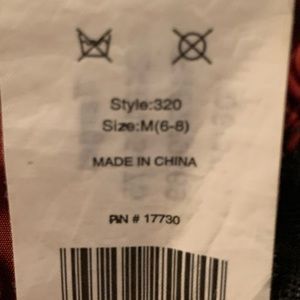 Style:320
Size:M(6-8)
MADE IN CHINA
RN # 17730